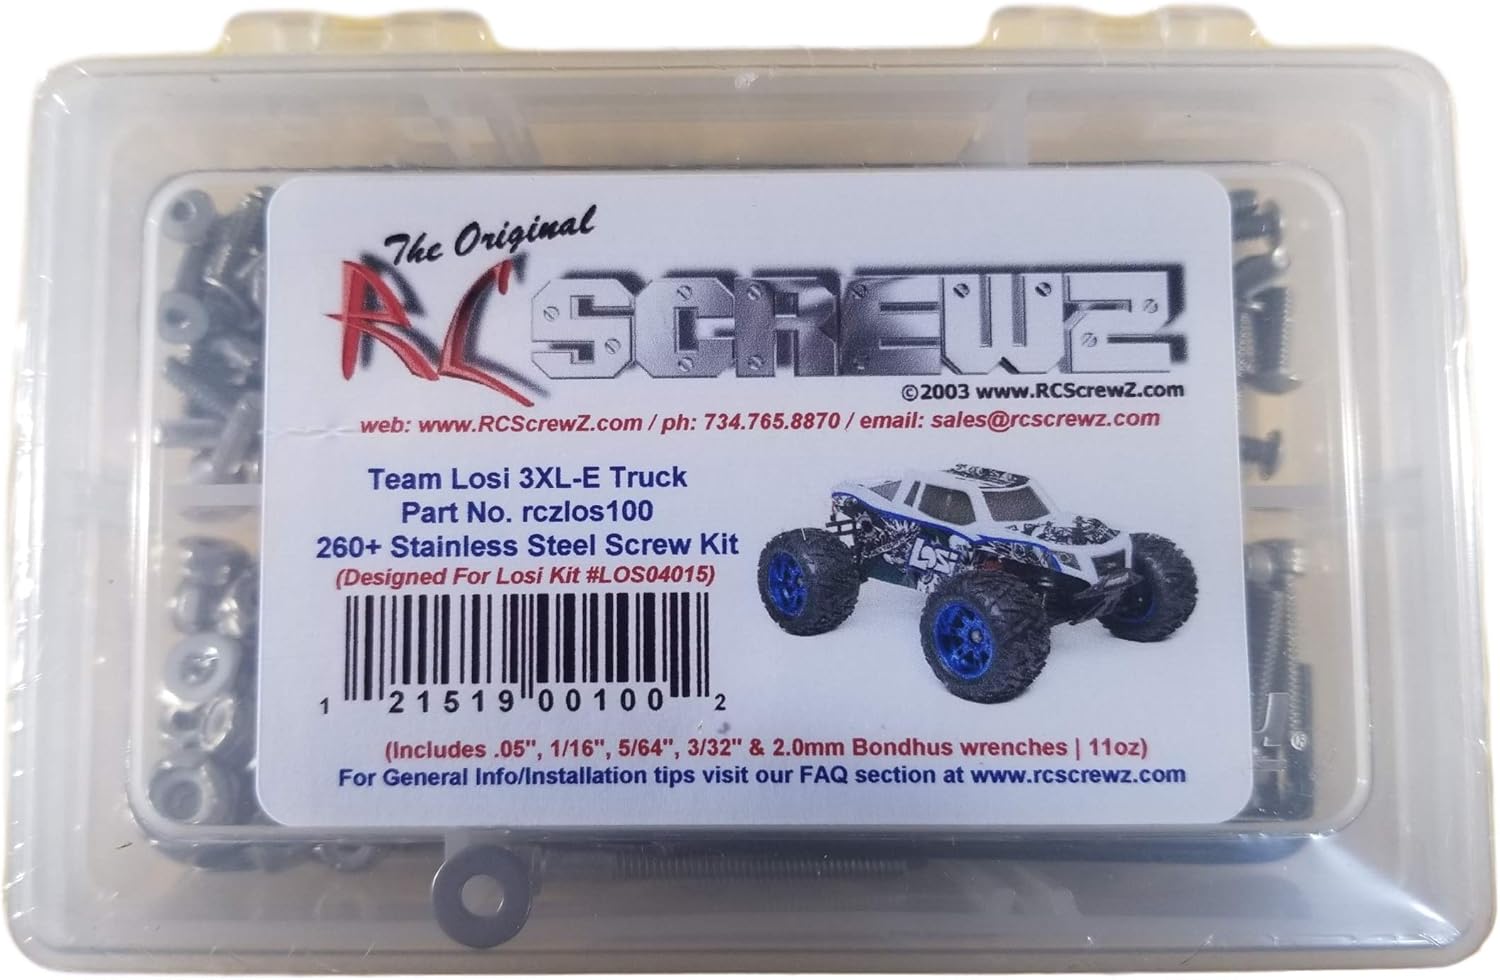 The Original
RC SCREWZ
©2003 www.RCScrewZ.com
web: www.RCScrewZ.com / ph: 734.765.8870 / email: sales@rcscrewz.com
Team Losi 3XL-E Truck
Part No. rczlos100
260+ Stainless Steel Screw Kit
(Designed For Losi Kit #LOS04015)
LOSI
1 21519 00100 2
(Includes .05", 1/16", 5/64", 3/32" & 2.0mm Bondhus wrenches | 11oz)
For General Info/Installation tips visit our FAQ section at www.rcscrewz.com